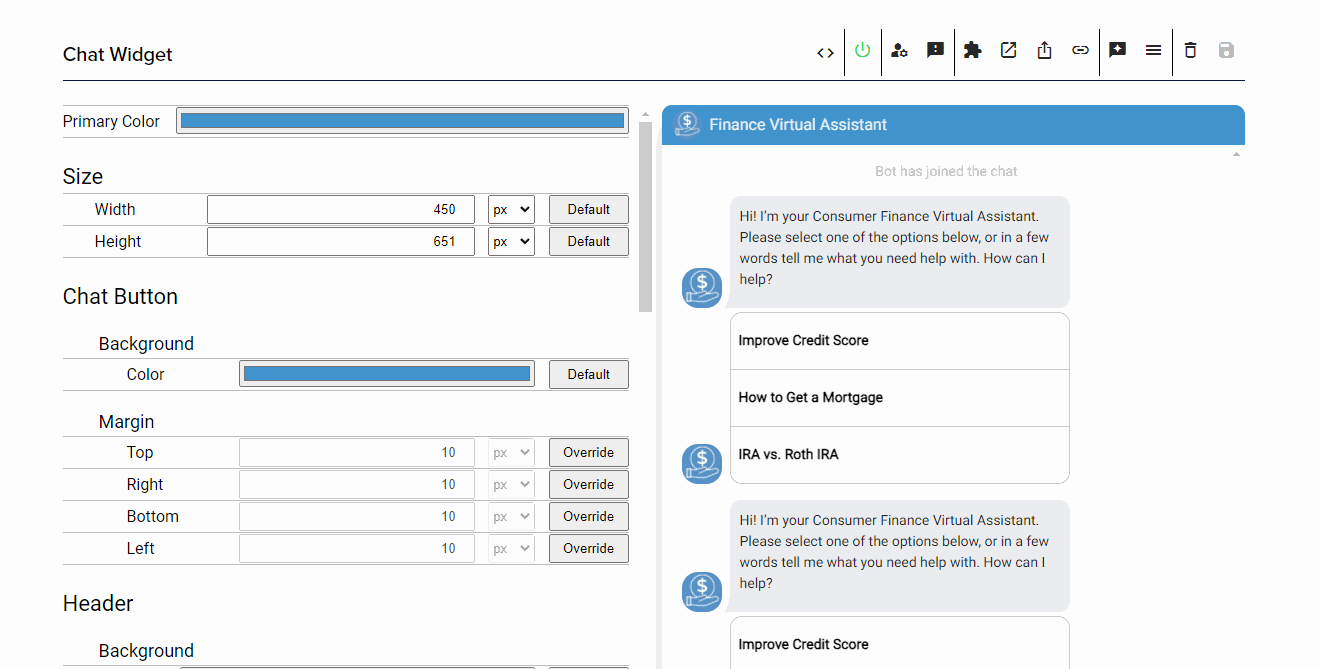 Chat Widget
Primary Color
Size
Width 450 px Default
Height 651 px Default
Chat Button
Background
Color Default
Margin
Top 10 px Override
Right 10 px Override
Bottom 10 px Override
Left 10 px Override
Header
Background
$ Finance Virtual Assistant
Bot has joined the chat
Hi! I’m your Consumer Finance Virtual Assistant.
Please select one of the options below, or in a few
words tell me what you need help with. How can I
help?
$
Improve Credit Score
How to Get a Mortgage
IRA vs. Roth IRA
$
Hi! I’m your Consumer Finance Virtual Assistant.
Please select one of the options below, or in a few
words tell me what you need help with. How can I
help?
$
Improve Credit Score